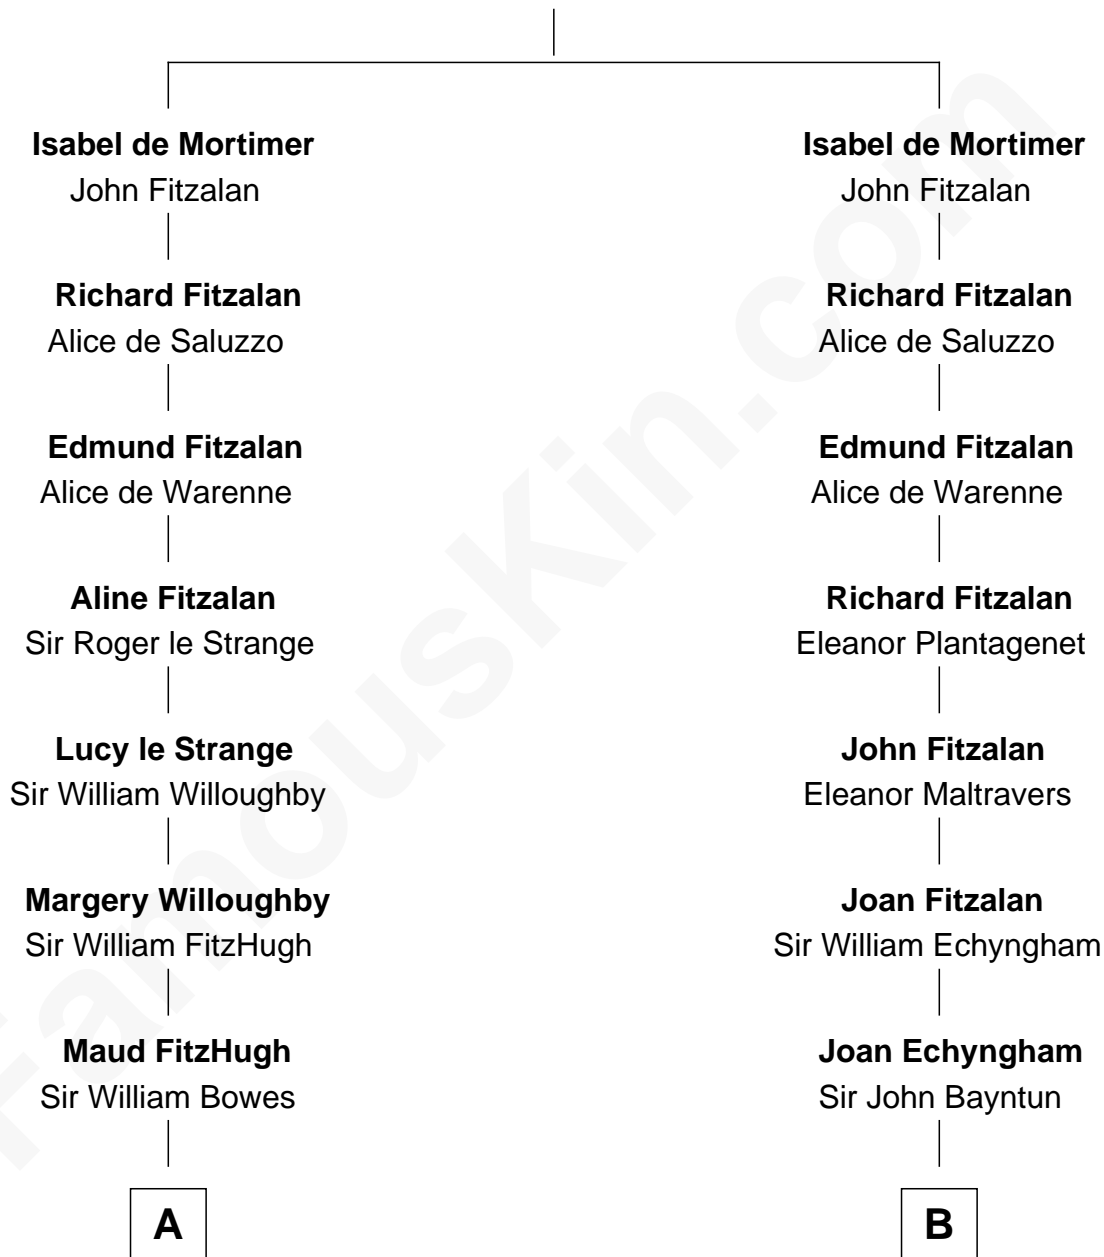 Isabel de Mortimer
John Fitzalan
Richard Fitzalan
Alice de Saluzzo
Edmund Fitzalan
Alice de Warenne
Aline Fitzalan
Sir Roger le Strange
Lucy le Strange
Sir William Willoughby
Margery Willoughby
Sir William FitzHugh
Maud FitzHugh
Sir William Bowes
A
Isabel de Mortimer
John Fitzalan
Richard Fitzalan
Alice de Saluzzo
Edmund Fitzalan
Alice de Warenne
Richard Fitzalan
Eleanor Plantagenet
John Fitzalan
Eleanor Maltravers
Joan Fitzalan
Sir William Echyngham
Joan Echyngham
Sir John Bayntun
B
FamousKin.com